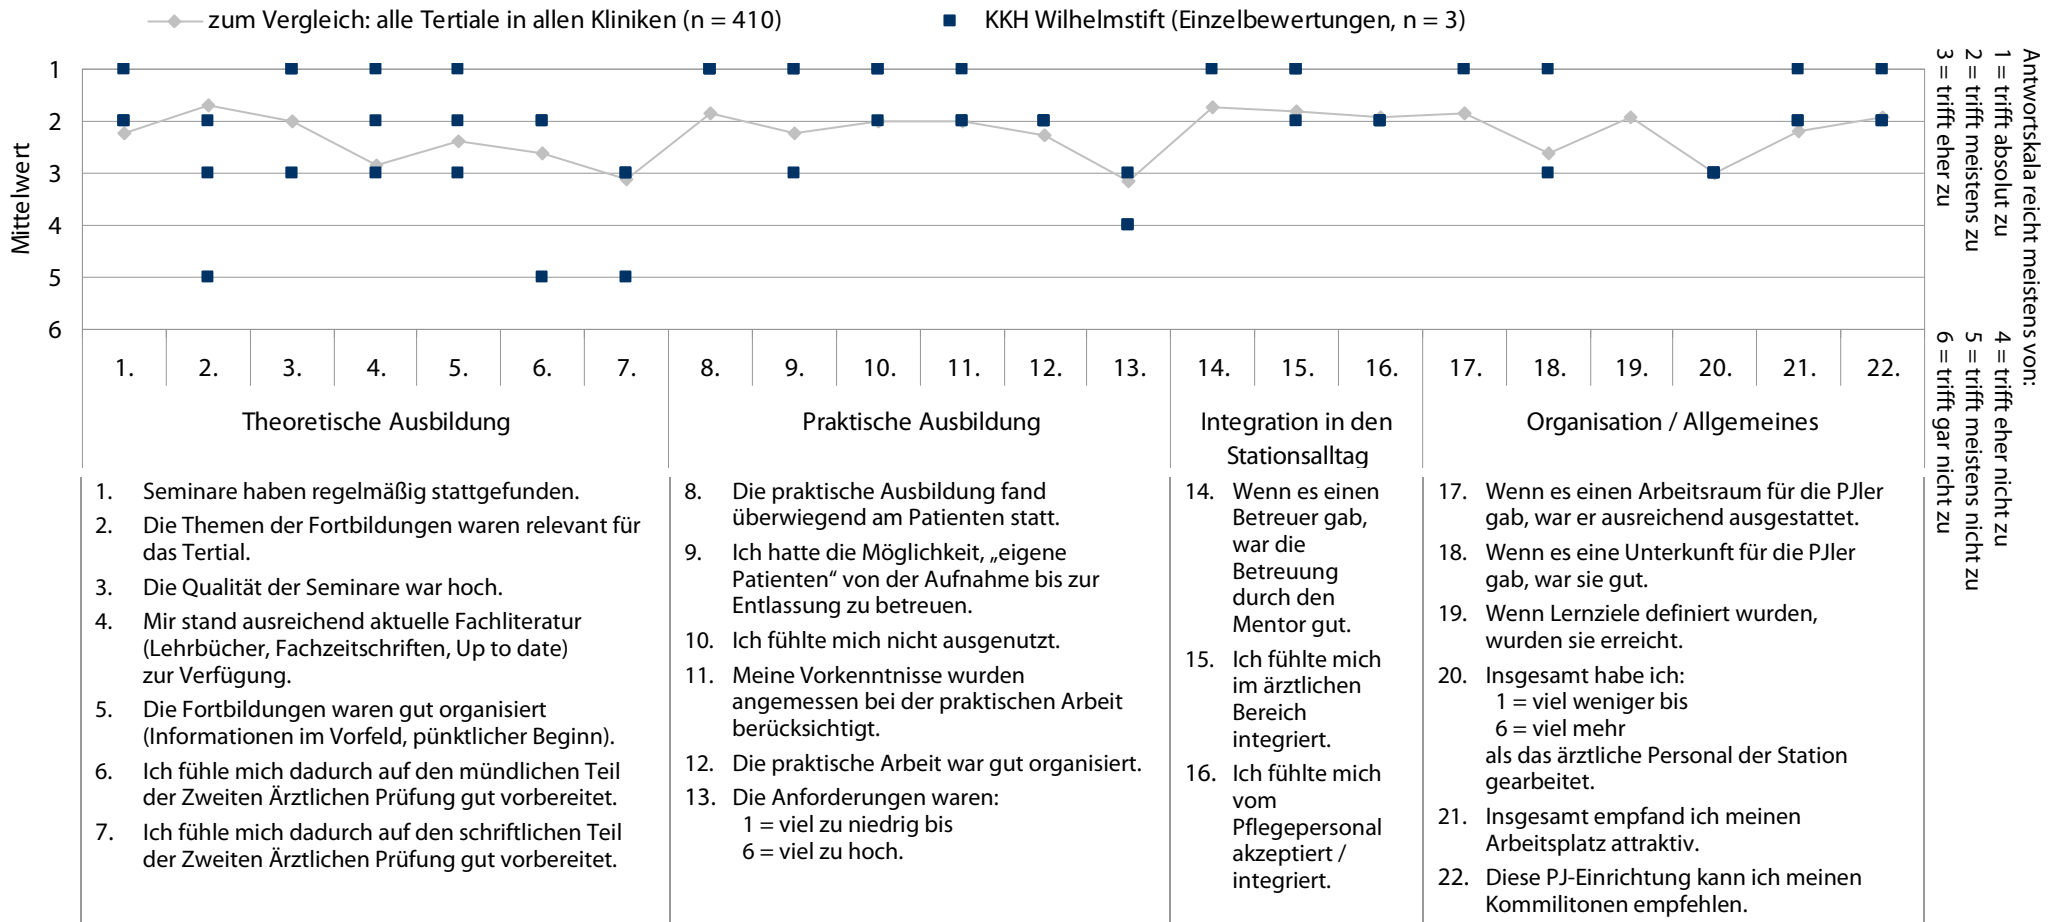 zum Vergleich: alle Tertiale in allen Kliniken (n = 410)
KKH Wilhelmstift (Einzelbewertungen, n = 3)
Mittelwert
1
2
3
4
5
6
1. 2. 3. 4. 5. 6. 7. 8. 9. 10. 11. 12. 13. 14. 15. 16. 17. 18. 19. 20. 21. 22.
Theoretische Ausbildung
Praktische Ausbildung
Integration in den
Stationsalltag
Organisation / Allgemeines
1. Seminare haben regelmäßig stattgefunden.
2. Die Themen der Fortbildungen waren relevant für
das Tertial.
3. Die Qualität der Seminare war hoch.
4. Mir stand ausreichend aktuelle Fachliteratur
(Lehrbücher, Fachzeitschriften, Up to date)
zur Verfügung.
5. Die Fortbildungen waren gut organisiert
(Informationen im Vorfeld, pünktlicher Beginn).
6. Ich fühle mich dadurch auf den mündlichen Teil
der Zweiten Ärztlichen Prüfung gut vorbereitet.
7. Ich fühle mich dadurch auf den schriftlichen Teil
der Zweiten Ärztlichen Prüfung gut vorbereitet.
8. Die praktische Ausbildung fand
überwiegend am Patienten statt.
9. Ich hatte die Möglichkeit, „eigene
Patienten“ von der Aufnahme bis zur
Entlassung zu betreuen.
10. Ich fühlte mich nicht ausgenutzt.
11. Meine Vorkenntnisse wurden
angemessen bei der praktischen Arbeit
berücksichtigt.
12. Die praktische Arbeit war gut organisiert.
13. Die Anforderungen waren:
1 = viel zu niedrig bis
6 = viel zu hoch.
14. Wenn es einen
Betreuer gab,
war die
Betreuung
durch den
Mentor gut.
15. Ich fühlte mich
im ärztlichen
Bereich
integriert.
16. Ich fühlte mich
vom
Pflegepersonal
akzeptiert /
integriert.
17. Wenn es einen Arbeitsraum für die PJler
gab, war er ausreichend ausgestattet.
18. Wenn es eine Unterkunft für die PJler
gab, war sie gut.
19. Wenn Lernziele definiert wurden,
wurden sie erreicht.
20. Insgesamt habe ich:
1 = viel weniger bis
6 = viel mehr
als das ärztliche Personal der Station
gearbeitet.
21. Insgesamt empfand ich meinen
Arbeitsplatz attraktiv.
22. Diese PJ-Einrichtung kann ich meinen
Kommilitonen empfehlen.
Antwortskala reicht meistens von:
1 = trifft absolut zu
2 = trifft meistens zu
3 = trifft eher zu
4 = trifft eher nicht zu
5 = trifft meistens nicht zu
6 = trifft gar nicht zu